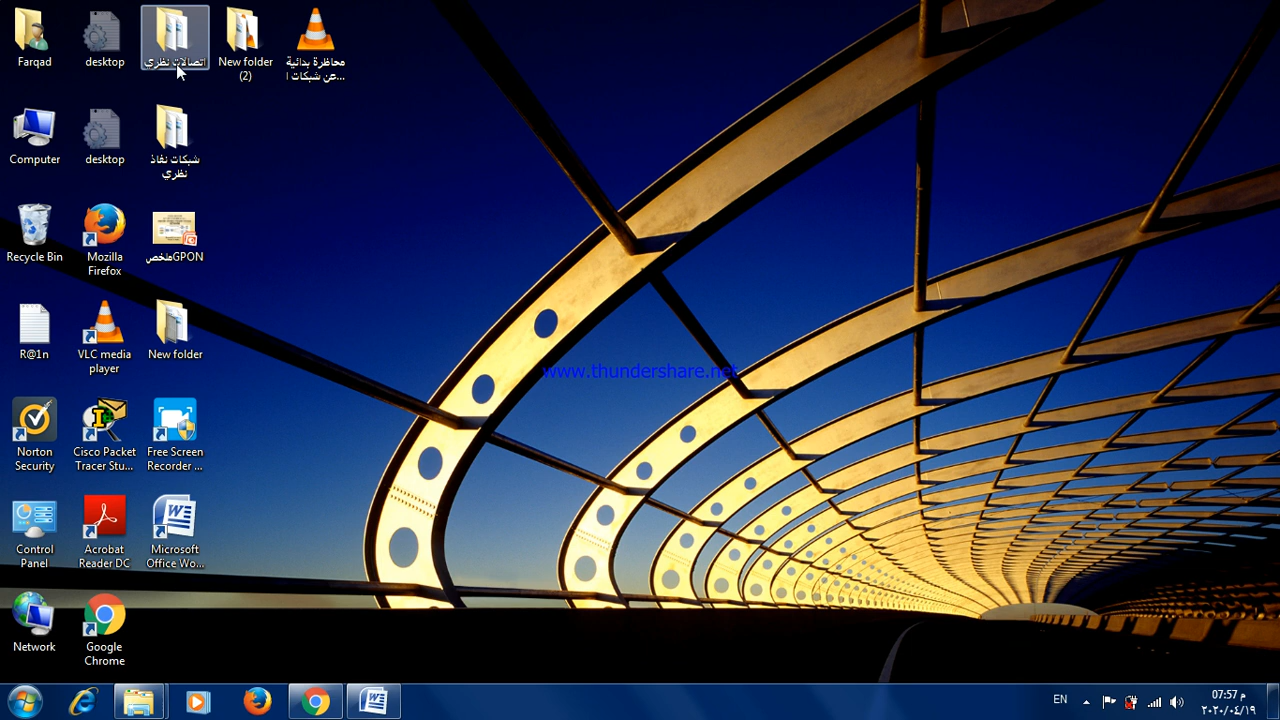 Farqad
desktop
اتصالات نظري
New folder
(2)
محاظرة بدائية
عن شبكات ا...
Computer
desktop
شبكات نفاذ
نظري
Recycle Bin
Mozilla
Firefox
ملخصGPON
R@1n
VLC media
player
New folder
www.thundershare.net
Norton
Security
Cisco Packet
Tracer Stu...
Free Screen
Recorder ...
Control
Panel
Acrobat
Reader DC
Microsoft
Office Wo...
Network
Google
Chrome
EN
07:57 م
٢٠٢٠/٠٤/١٩